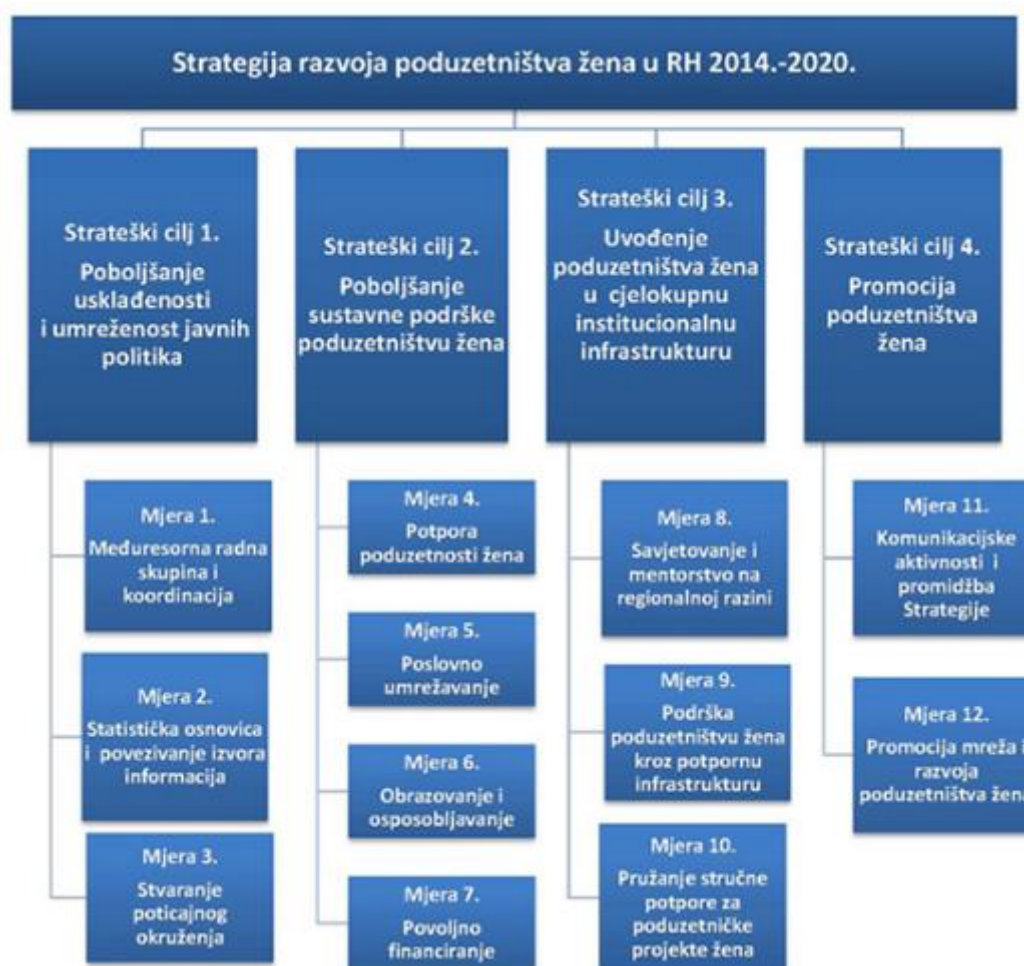 Strategija razvoja poduzetništva žena u RH 2014.-2020.
Strateški cilj 1.
Poboljšanje
usklađenosti
i umreženost javnih
politika
Mjera 1.
Međuresorna radna
skupina i
koordinacija
Mjera 2.
Statistička osnovica
i povezivanje izvora
informacija
Mjera 3.
Stvaranje
poticajnog
okruženja
Strateški cilj 2.
Poboljšanje
sustavne podrške
poduzetništvu žena
Mjera 4.
Potpora
poduzetnosti žena
Mjera 5.
Poslovno
umrežavanje
Mjera 6.
Obrazovanje i
osposobljavanje
Mjera 7.
Povoljno
financiranje
Strateški cilj 3.
Uvođenje
poduzetništva žena
u cjelokupnu
institucionalnu
infrastrukturu
Mjera 8.
Savjetovanje i
mentorstvo na
regionalnoj razini
Mjera 9.
Podrška
poduzetništvu žena
kroz potpornu
infrastrukturu
Mjera 10.
Pružanje stručne
potpore za
poduzetničke
projekte žena
Strateški cilj 4.
Promocija
poduzetništva
žena
Mjera 11.
Komunikacijske
aktivnosti i
promidžba
Strategije
Mjera 12.
Promocija mreža i
razvoja
poduzetništva žena